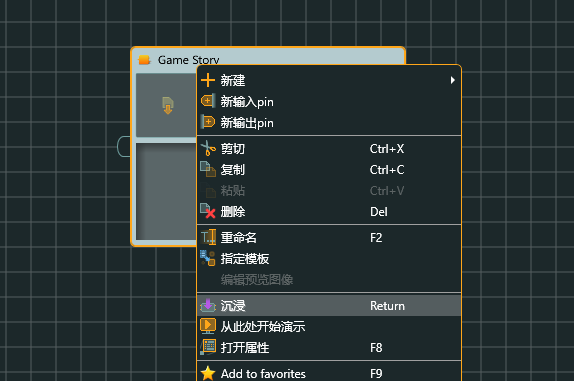 Game Story
新建
新输入pin
新输出pin
剪切 Ctrl+X
复制 Ctrl+C
粘贴 Ctrl+V
删除 Del
重命名 F2
指定模板
编辑预览图像
沉浸 Return
从此处开始演示
打开属性 F8
Add to favorites F9